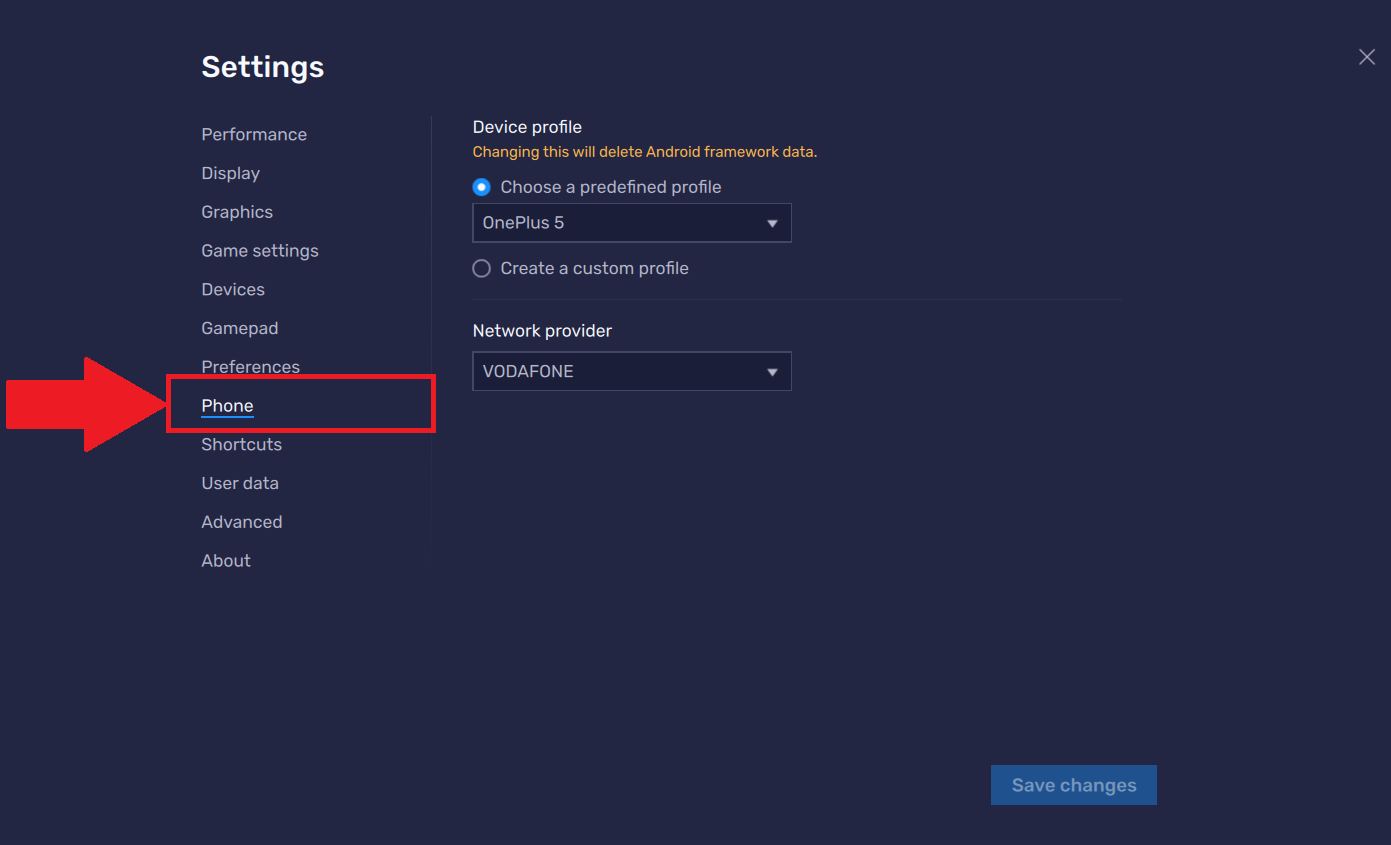 Settings
Performance
Display
Graphics
Game settings
Devices
Gamepad
Preferences
Phone
Shortcuts
User data
Advanced
About
Device profile
Changing this will delete Android framework data.
Choose a predefined profile
OnePlus 5
Create a custom profile
Network provider
VODAFONE
Save changes